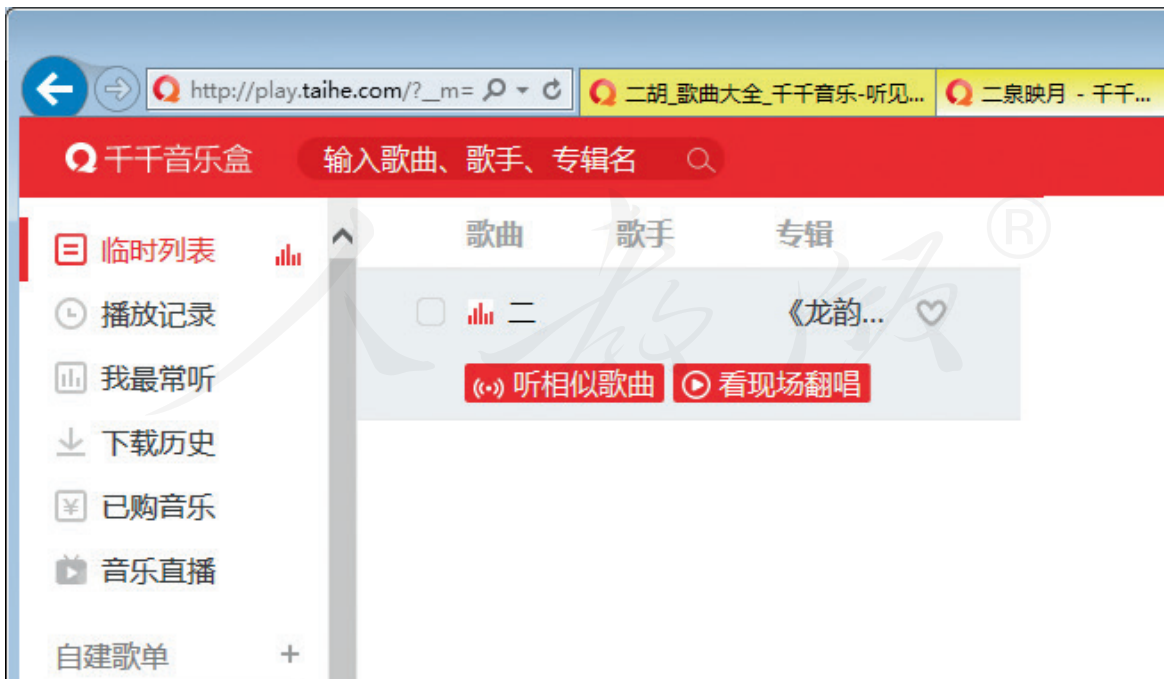 http://play.taihe.com/?__m=
二胡_歌曲大全_千千音乐-听见...
二泉映月 - 千千...
千千音乐盒
输入歌曲、歌手、专辑名
临时列表
播放记录
我最常听
下载历史
已购音乐
音乐直播
自建歌单 +
歌曲 歌手 专辑
二 《龙韵...
听相似歌曲 看现场翻唱
人教版®